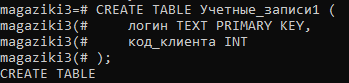 magaziki3=# CREATE TABLE Учетные_записи1 (
magaziki3(#     логин TEXT PRIMARY KEY,
magaziki3(#     код_клиента INT
magaziki3(# );
CREATE TABLE